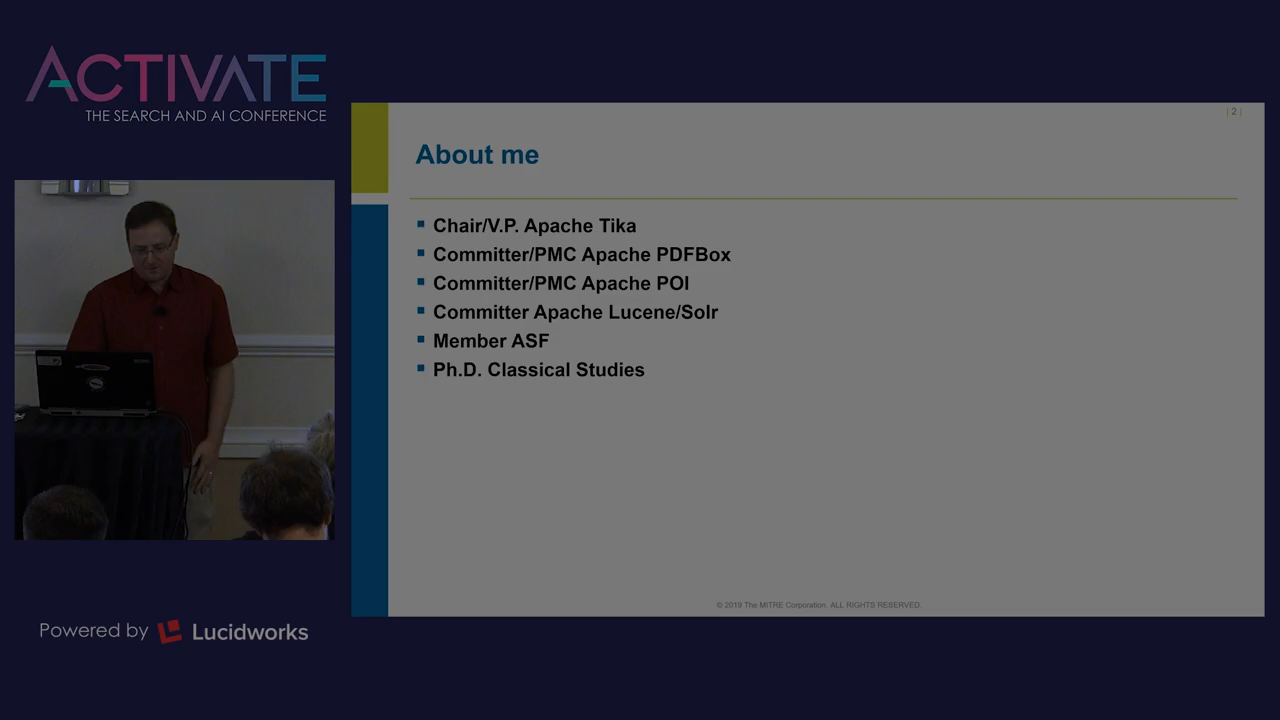 ACTIVATE
THE SEARCH AND AI CONFERENCE
| 2 |
About me
Chair/V.P. Apache Tika
Committer/PMC Apache PDFBox
Committer/PMC Apache POI
Committer Apache Lucene/Solr
Member ASF
Ph.D. Classical Studies
© 2019 The MITRE Corporation. ALL RIGHTS RESERVED.
Powered by Lucidworks